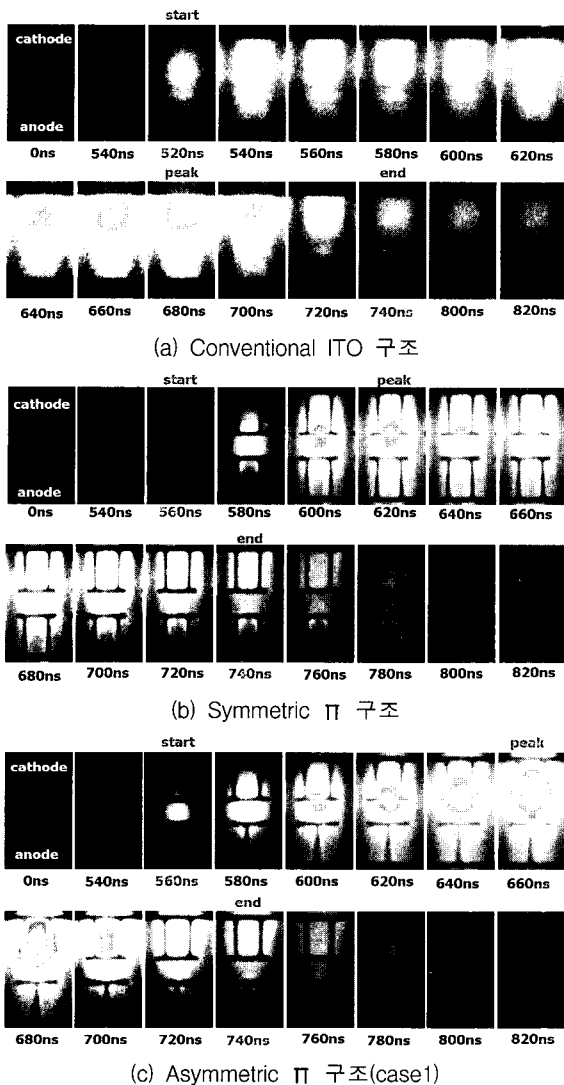 start
cathode
anode
0ns 540ns 520ns 540ns 560ns 580ns 600ns 620ns
peak end
640ns 660ns 680ns 700ns 720ns 740ns 800ns 820ns
(a) Conventional ITO 구조
start peak
cathode
anode
0ns 540ns 560ns 580ns 600ns 620ns 640ns 660ns
end
680ns 700ns 720ns 740ns 760ns 780ns 800ns 820ns
(b) Symmetric Π 구조
start peak
cathode
anode
0ns 540ns 560ns 580ns 600ns 620ns 640ns 660ns
end
680ns 700ns 720ns 740ns 760ns 780ns 800ns 820ns
(c) Asymmetric Π 구조(case1)